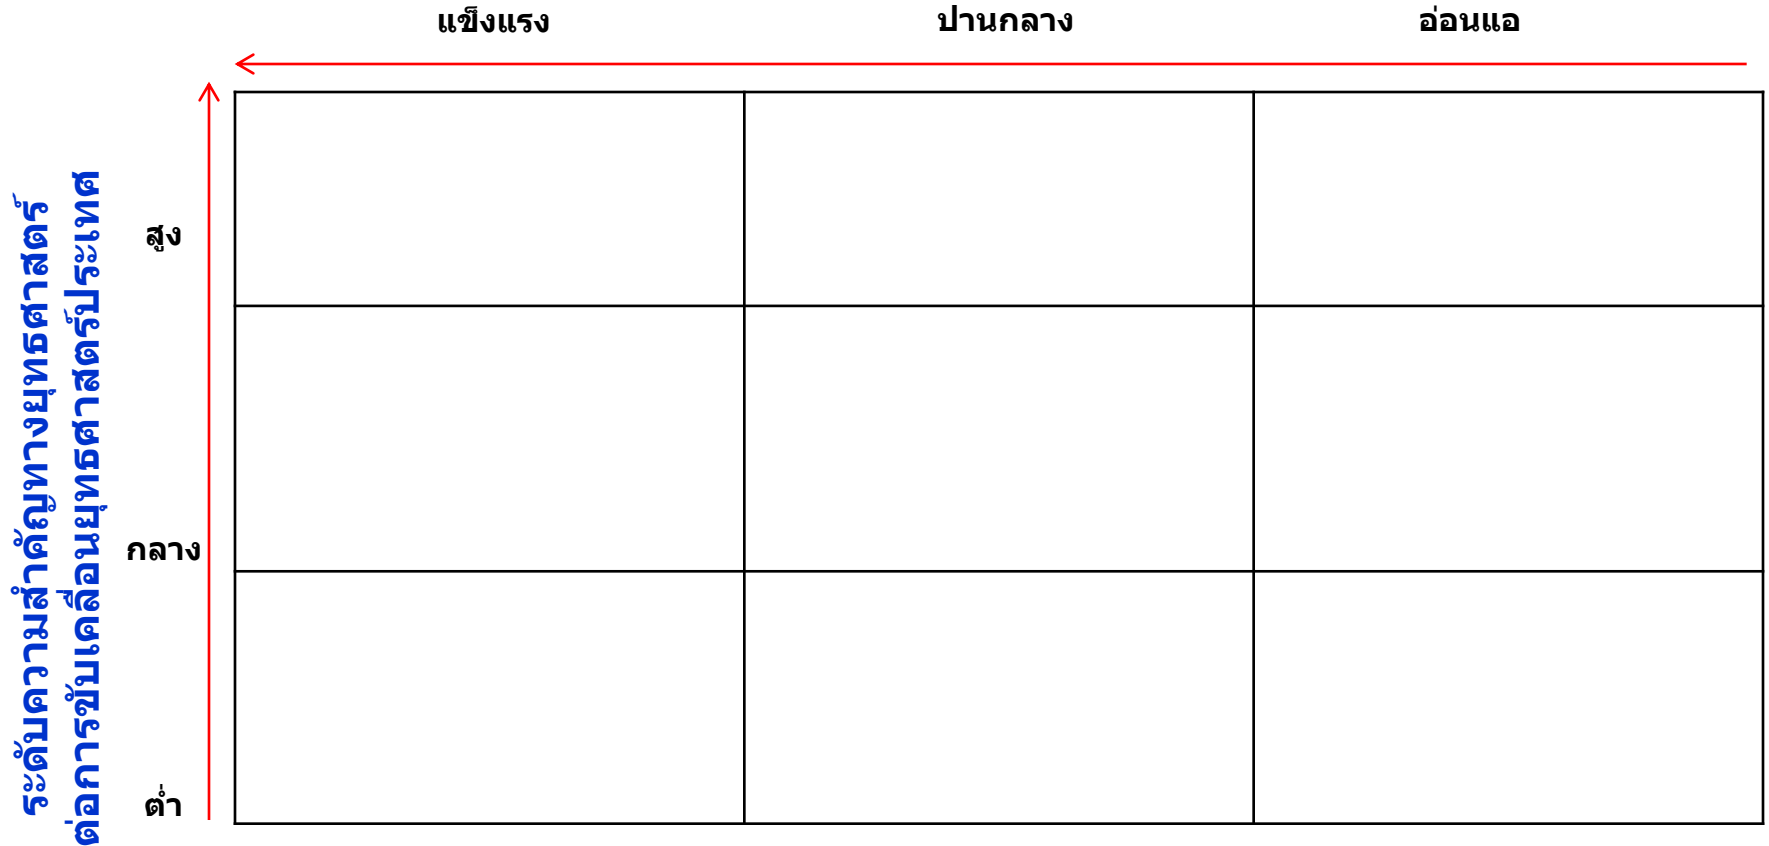 แข็งแรง ปานกลาง อ่อนแอ
ระดับความสำคัญทางยุทธศาสตร์
ต่อการขับเคลื่อนยุทธศาสตร์ประเทศ
สูง
กลาง
ต่ำ